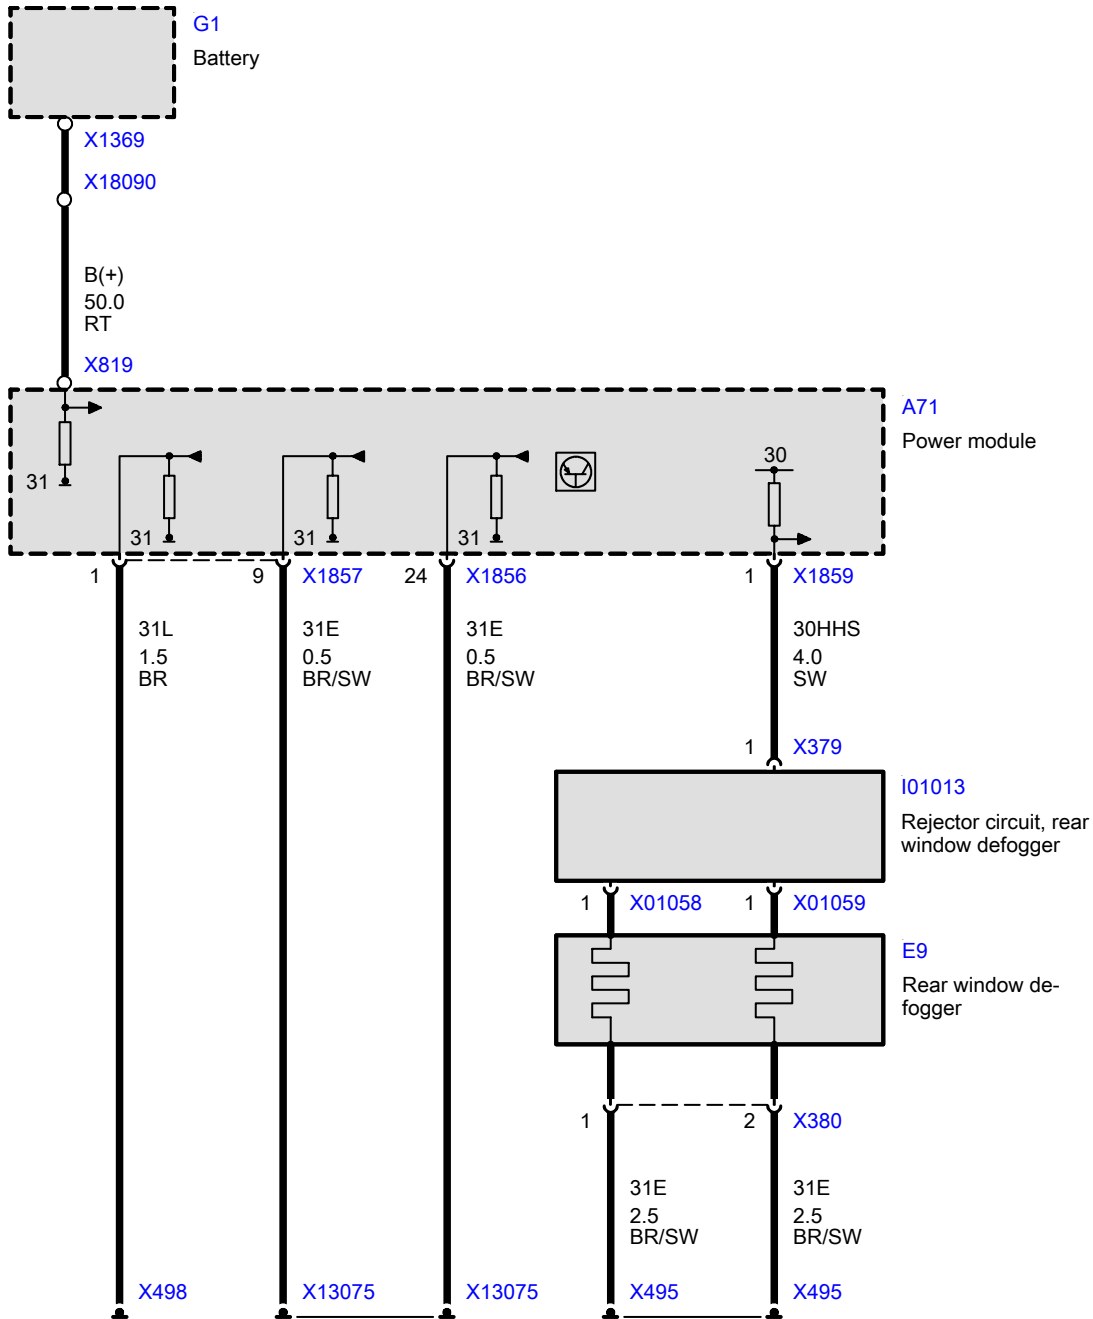 G1
Battery
X1369
X18090
B(+)
50.0
RT
X819
A71
Power module
31
30
31
31
31
1
9
X1857
24
X1856
1
X1859
31L
1.5
BR
31E
0.5
BR/SW
31E
0.5
BR/SW
30HHS
4.0
SW
1
X379
I01013
Rejector circuit, rear
window defogger
1
X01058
1
X01059
E9
Rear window de-
fogger
1
2
X380
31E
2.5
BR/SW
31E
2.5
BR/SW
X498
X13075
X13075
X495
X495